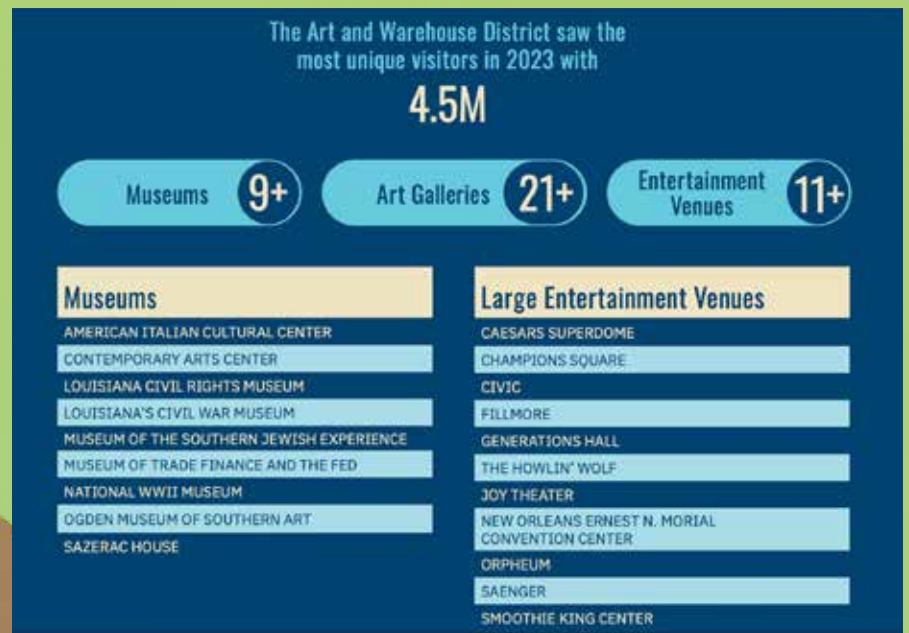 The Art and Warehouse District saw the
most unique visitors in 2023 with
4.5M
Museums 9+
Art Galleries 21+
Entertainment
Venues 11+
Museums
AMERICAN ITALIAN CULTURAL CENTER
CONTEMPORARY ARTS CENTER
LOUISIANA CIVIL RIGHTS MUSEUM
LOUISIANA'S CIVIL WAR MUSEUM
MUSEUM OF THE SOUTHERN JEWISH EXPERIENCE
MUSEUM OF TRADE FINANCE AND THE FED
NATIONAL WWII MUSEUM
OGDEN MUSEUM OF SOUTHERN ART
SAZERAC HOUSE
Large Entertainment Venues
CAESARS SUPERDOME
CHAMPIONS SQUARE
CIVIC
FILLMORE
GENERATIONS HALL
THE HOWLIN' WOLF
JOY THEATER
NEW ORLEANS ERNEST N. MORIAL
CONVENTION CENTER
ORPHEUM
SAENGER
SMOOTHIE KING CENTER